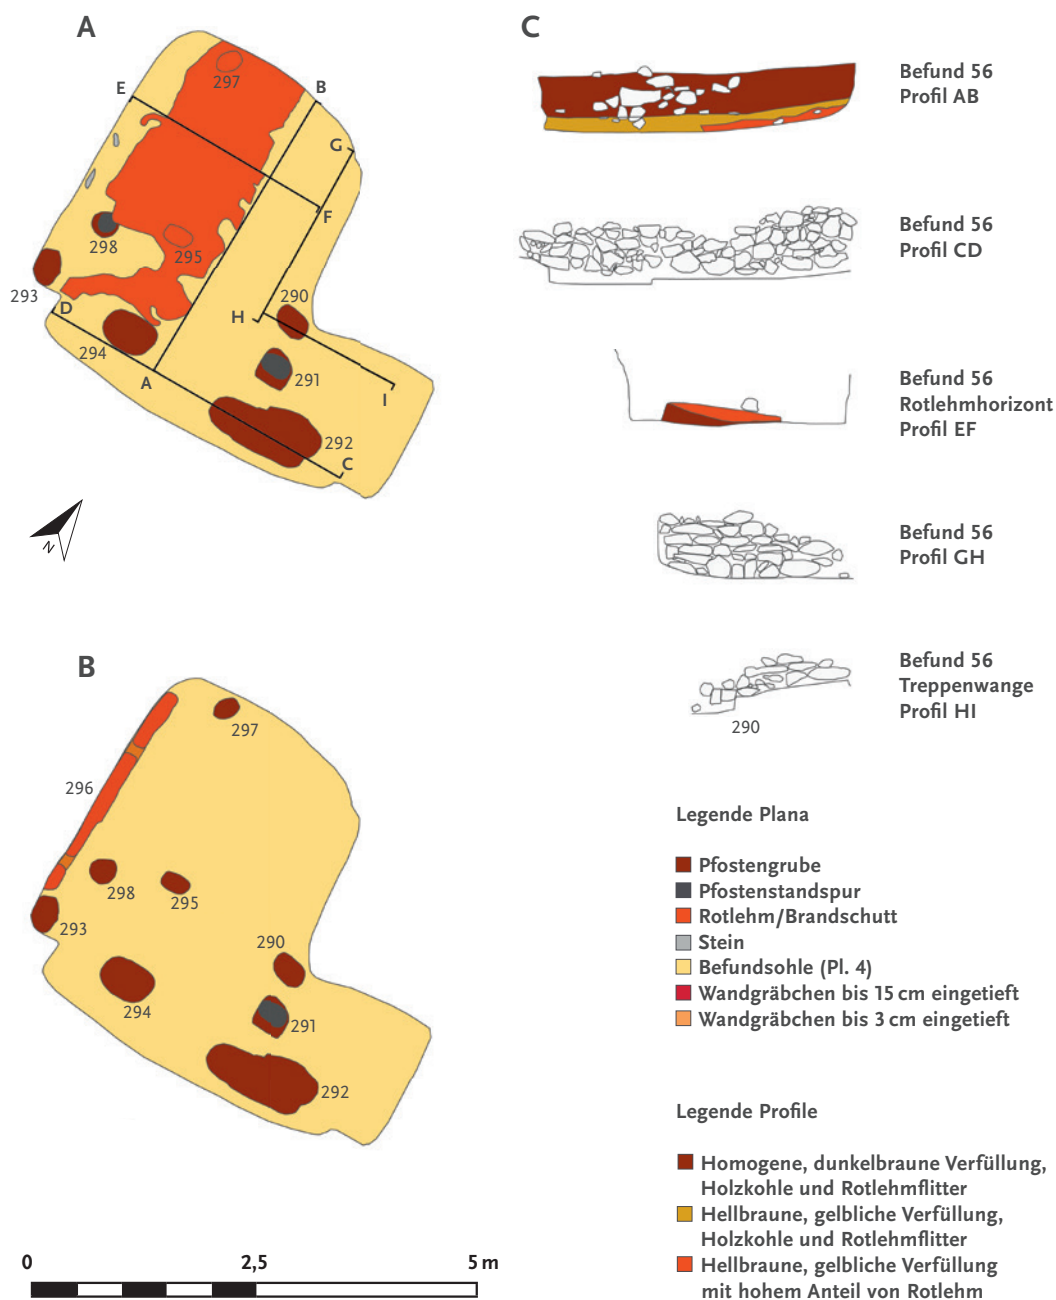 A
297
E
B
G
F
298
295
293
D
290
H
294
A
291
I
292
C
N
B
297
296
298
295
293
290
294
291
292
0
2,5
5 m
C
Befund 56
Profil AB
Befund 56
Profil CD
Befund 56
Rotlehmhorizont
Profil EF
Befund 56
Profil GH
Befund 56
Treppenwange
Profil HI
290
Legende Plana
Pfostengrube
Pfostenstandspur
Rotlehm/Brandschutt
Stein
Befundsohle (Pl. 4)
Wandgräbchen bis 15 cm eingetieft
Wandgräbchen bis 3 cm eingetieft
Legende Profile
Homogene, dunkelbraune Verfüllung,
Holzkohle und Rotlehmflitter
Hellbraune, gelbliche Verfüllung,
Holzkohle und Rotlehmflitter
Hellbraune, gelbliche Verfüllung
mit hohem Anteil von Rotlehm